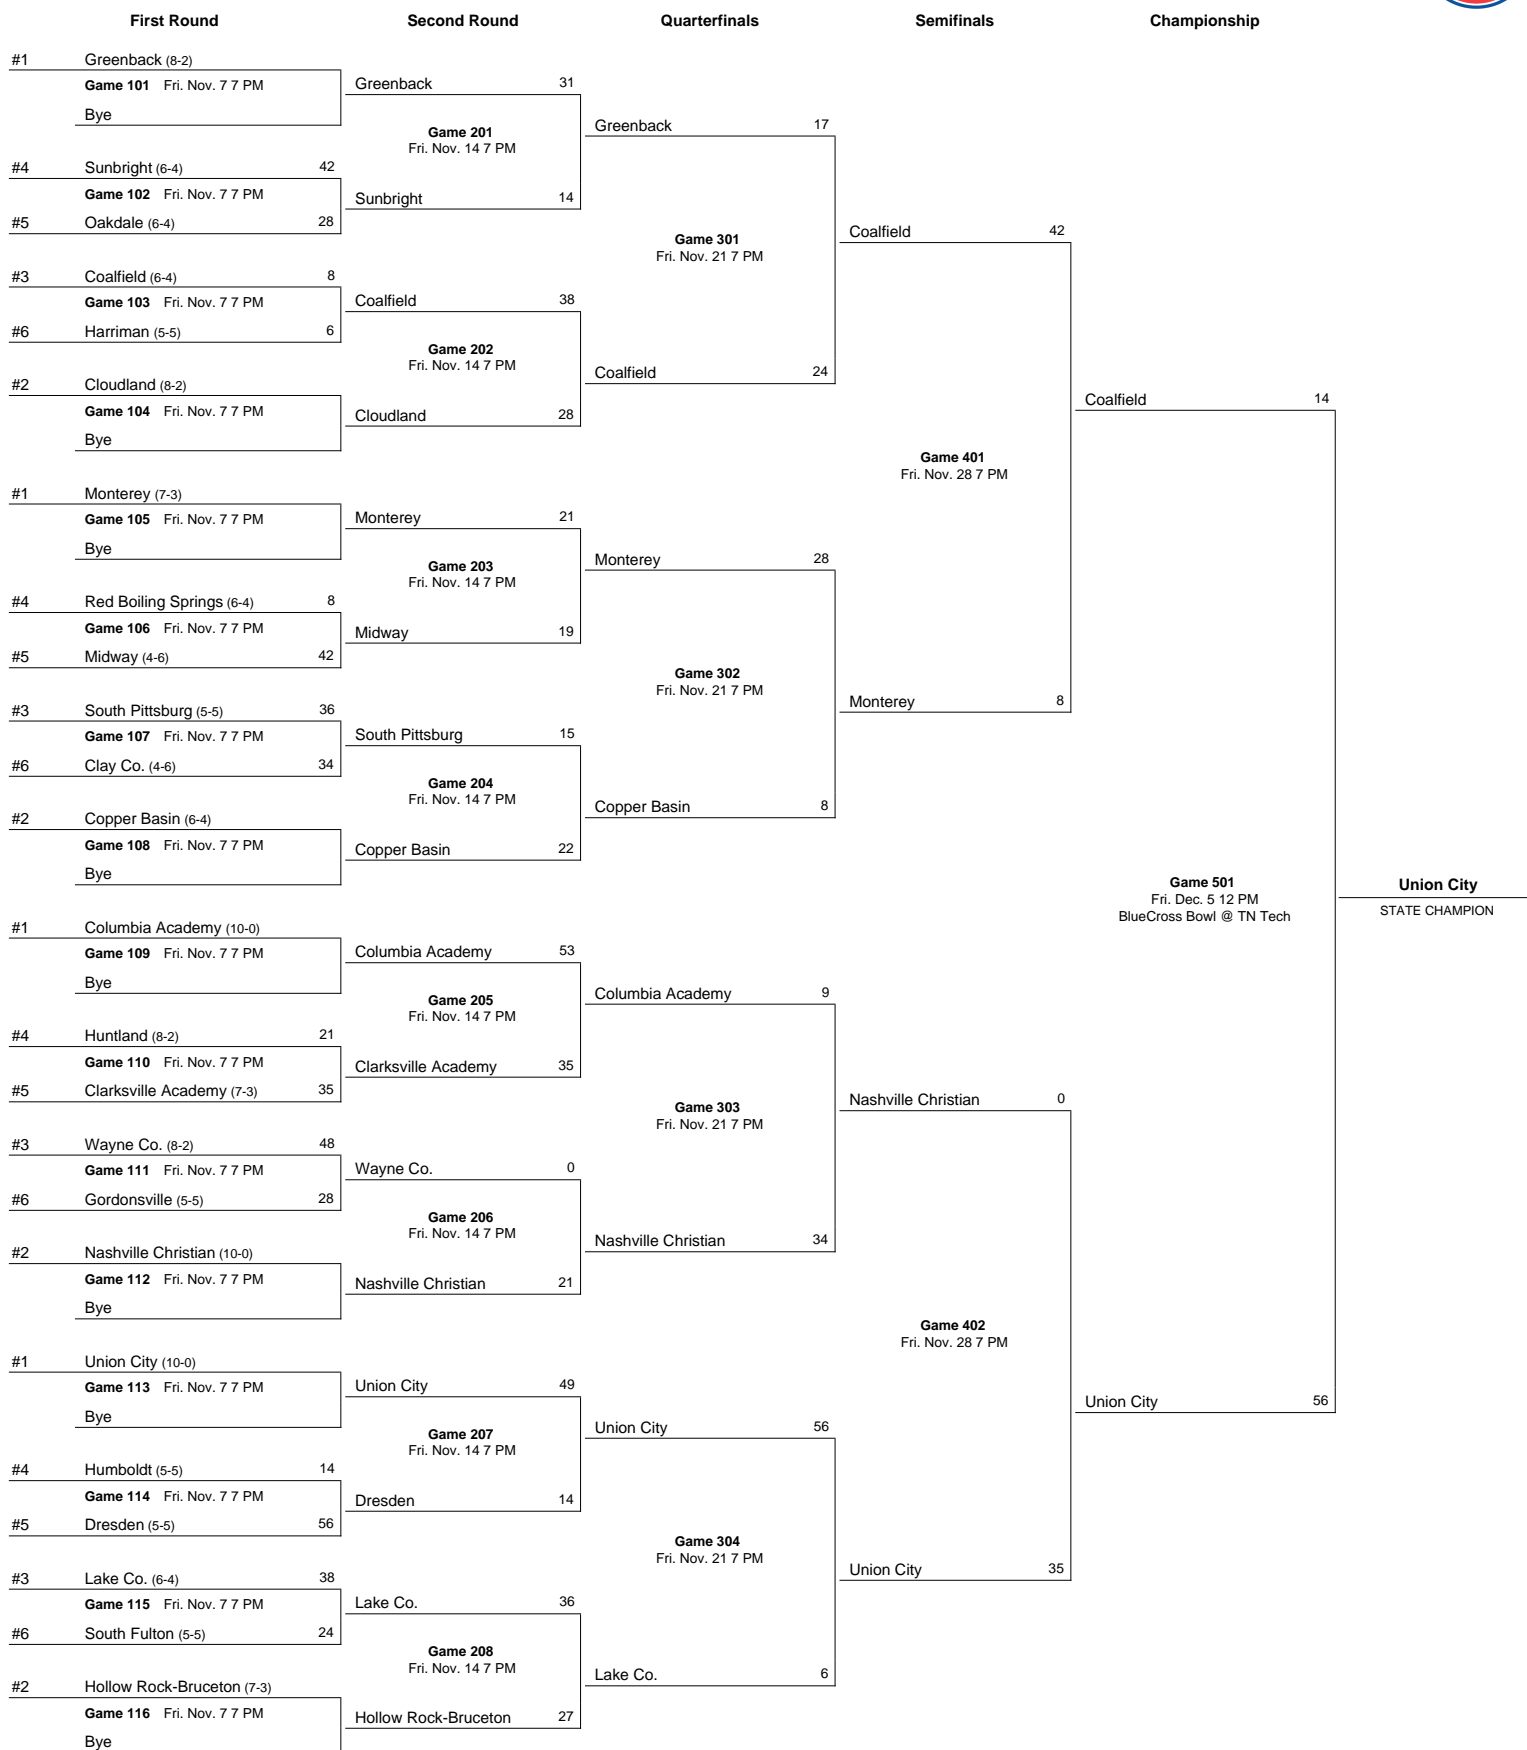 First Round Second Round Quarterfinals Semifinals Championship
#1 Greenback (8-2)
Game 101 Fri. Nov. 7 7 PM
Bye
#4 Sunbright (6-4) 42
Game 102 Fri. Nov. 7 7 PM
#5 Oakdale (6-4) 28
#3 Coalfield (6-4) 8
Game 103 Fri. Nov. 7 7 PM
#6 Harriman (5-5) 6
#2 Cloudland (8-2)
Game 104 Fri. Nov. 7 7 PM
Bye
#1 Monterey (7-3)
Game 105 Fri. Nov. 7 7 PM
Bye
#4 Red Boiling Springs (6-4) 8
Game 106 Fri. Nov. 7 7 PM
#5 Midway (4-6) 42
#3 South Pittsburg (5-5) 36
Game 107 Fri. Nov. 7 7 PM
#6 Clay Co. (4-6) 34
#2 Copper Basin (6-4)
Game 108 Fri. Nov. 7 7 PM
Bye
#1 Columbia Academy (10-0)
Game 109 Fri. Nov. 7 7 PM
Bye
#4 Huntland (8-2) 21
Game 110 Fri. Nov. 7 7 PM
#5 Clarksville Academy (7-3) 35
#3 Wayne Co. (8-2) 48
Game 111 Fri. Nov. 7 7 PM
#6 Gordonsville (5-5) 28
#2 Nashville Christian (10-0)
Game 112 Fri. Nov. 7 7 PM
Bye
#1 Union City (10-0)
Game 113 Fri. Nov. 7 7 PM
Bye
#4 Humboldt (5-5) 14
Game 114 Fri. Nov. 7 7 PM
#5 Dresden (5-5) 56
#3 Lake Co. (6-4) 38
Game 115 Fri. Nov. 7 7 PM
#6 South Fulton (5-5) 24
#2 Hollow Rock-Bruceton (7-3)
Game 116 Fri. Nov. 7 7 PM
Bye
Greenback 31
Game 201
Fri. Nov. 14 7 PM
Sunbright 14
Coalfield 38
Game 202
Fri. Nov. 14 7 PM
Cloudland 28
Monterey 21
Game 203
Fri. Nov. 14 7 PM
Midway 19
South Pittsburg 15
Game 204
Fri. Nov. 14 7 PM
Copper Basin 22
Columbia Academy 53
Game 205
Fri. Nov. 14 7 PM
Clarksville Academy 35
Wayne Co. 0
Game 206
Fri. Nov. 14 7 PM
Nashville Christian 21
Union City 49
Game 207
Fri. Nov. 14 7 PM
Dresden 14
Lake Co. 36
Game 208
Fri. Nov. 14 7 PM
Hollow Rock-Bruceton 27
Greenback 17
Game 301
Fri. Nov. 21 7 PM
Coalfield 24
Monterey 28
Game 302
Fri. Nov. 21 7 PM
Copper Basin 8
Columbia Academy 9
Game 303
Fri. Nov. 21 7 PM
Nashville Christian 34
Union City 56
Game 304
Fri. Nov. 21 7 PM
Lake Co. 6
Coalfield 42
Game 401
Fri. Nov. 28 7 PM
Monterey 8
Nashville Christian 0
Game 402
Fri. Nov. 28 7 PM
Union City 35
Coalfield 14
Game 501
Fri. Dec. 5 12 PM
BlueCross Bowl @ TN Tech
Union City 56
Union City
STATE CHAMPION